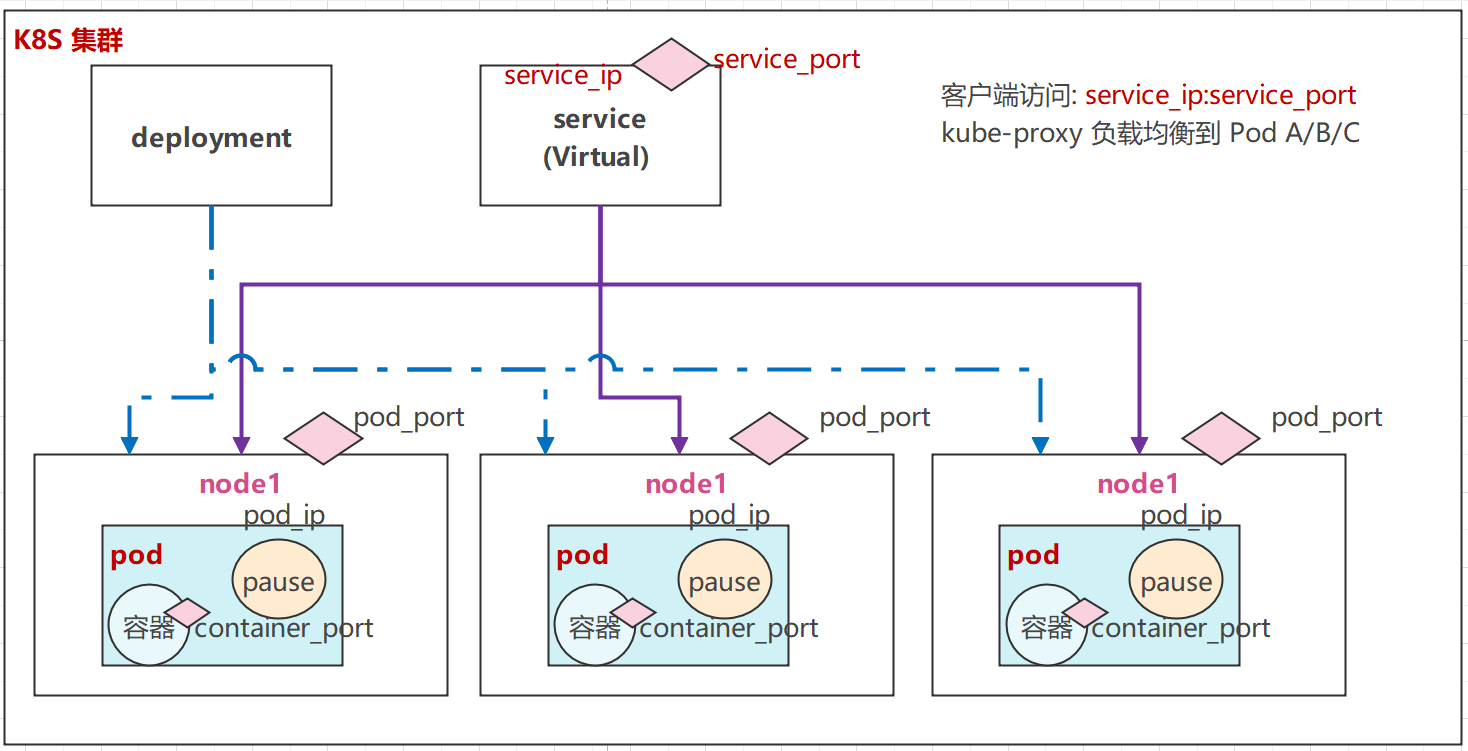 K8S 集群
service_port
service_ip
deployment
service
(Virtual)
客户端访问: service_ip:service_port
kube-proxy 负载均衡到 Pod A/B/C
pod_port
pod_port
pod_port
node1
node1
node1
pod_ip
pod_ip
pod_ip
pod
pause
容器
container_port
pod
pause
容器
container_port
pod
pause
容器
container_port